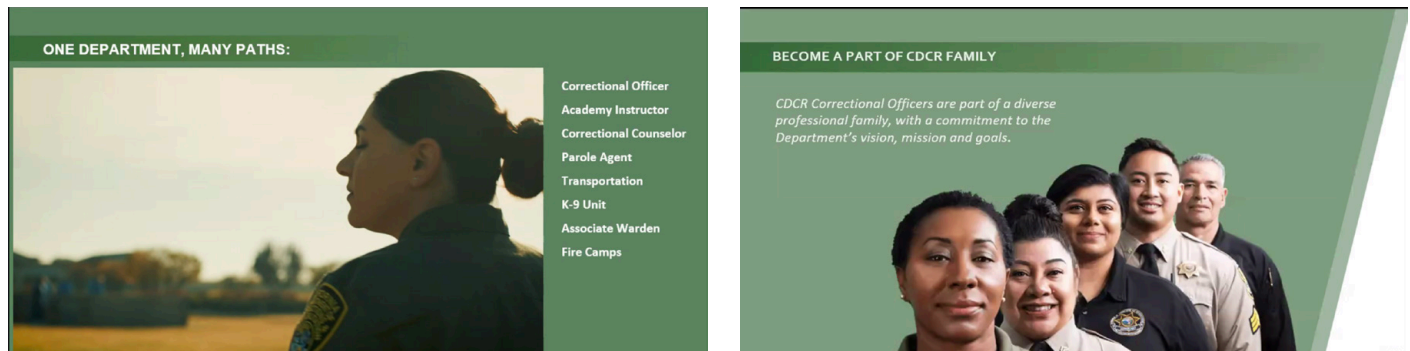 ONE DEPARTMENT, MANY PATHS:
Correctional Officer
Academy Instructor
Correctional Counselor
Parole Agent
Transportation
K-9 Unit
Associate Warden
Fire Camps
BECOME A PART OF CDCR FAMILY
CDCR Correctional Officers are part of a diverse
professional family, with a commitment to the
Department's vision, mission and goals.